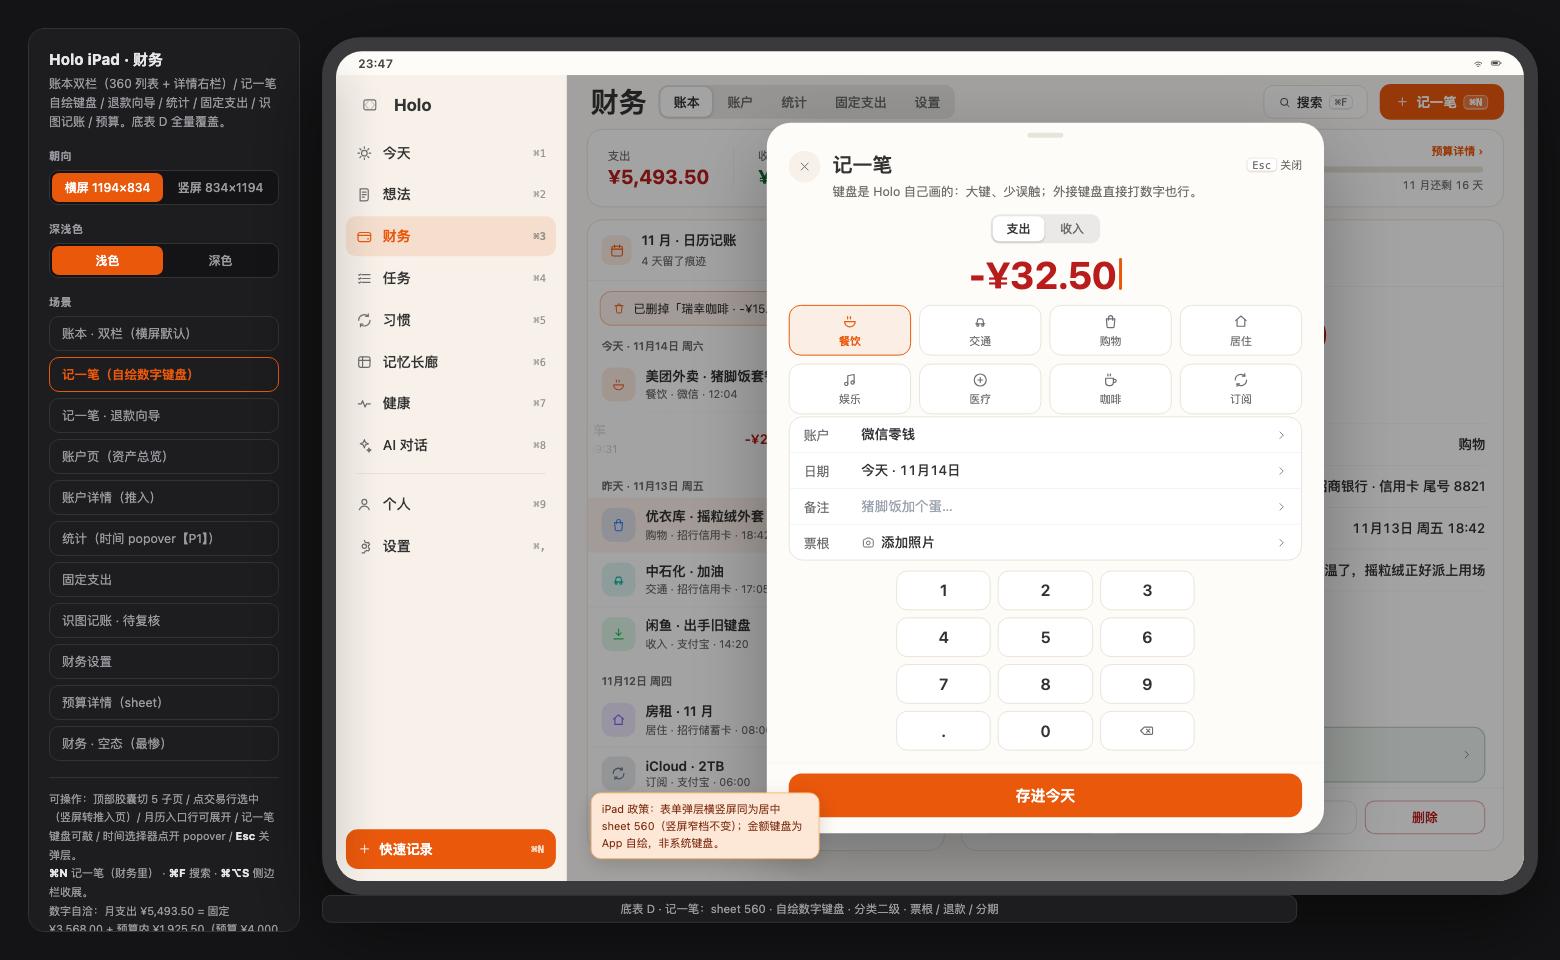 Holo iPad · 财务
账本双栏（360 列表 + 详情右栏）/ 记一笔
自绘键盘 / 退款向导 / 统计 / 固定支出 / 识
图记账 / 预算。底表 D 全量覆盖。
朝向
横屏 1194×834
竖屏 834×1194
深浅色
浅色
深色
场景
账本 · 双栏（横屏默认）
记一笔（自绘数字键盘）
记一笔 · 退款向导
账户页（资产总览）
账户详情（推入）
统计（时间 popover【P1】）
固定支出
识图记账 · 待复核
财务设置
预算详情（sheet）
财务 · 空态（最惨）
可操作：顶部胶囊切 5 子页 / 点交易行选中
（竖屏转推入页）/ 月历入口行可展开 / 记一笔
键盘可敲 / 时间选择器点开 popover / Esc 关
弹层。
⌘N 记一笔（财务里） · ⌘F 搜索 · ⌘⌥S 侧边
栏收展。
数字自洽：月支出 ¥5,493.50 = 固定
¥3,568.00 + 预算内 ¥1,925.50（预算 ¥4,000
23:47
Holo
今天 ⌘1
想法 ⌘2
财务 ⌘3
任务 ⌘4
习惯 ⌘5
记忆长廊 ⌘6
健康 ⌘7
AI 对话 ⌘8
个人 ⌘9
设置 ⌘,
快速记录 ⌘N
财务
账本
账户
统计
固定支出
设置
搜索 ⌘F
记一笔 ⌘N
支出
¥5,493.50
收
¥
预算详情 ›
11 月还剩 16 天
11 月 · 日历记账
4 天留了痕迹
已删掉「瑞幸咖啡 · -¥15.
今天 · 11月14日 周六
美团外卖 · 猪脚饭套
餐饮 · 微信 · 12:04
车
9:31
-¥2
昨天 · 11月13日 周五
优衣库 · 摇粒绒外套
购物 · 招行信用卡 · 18:42
中石化 · 加油
交通 · 招行信用卡 · 17:05
闲鱼 · 出手旧键盘
收入 · 支付宝 · 14:20
11月12日 周四
房租 · 11 月
居住 · 招行储蓄卡 · 08:0
iCloud · 2TB
订阅 · 支付宝 · 06:00
iPad 政策：表单弹层横竖屏同为居中
sheet 560（竖屏窄档不变）；金额键盘为
App 自绘，非系统键盘。
记一笔
Esc 关闭
键盘是 Holo 自己画的：大键、少误触；外接键盘直接打数字也行。
支出
收入
-¥32.50
餐饮
交通
购物
居住
娱乐
医疗
咖啡
订阅
账户 微信零钱
日期 今天 · 11月14日
备注 猪脚饭加个蛋…
票根 添加照片
1 2 3
4 5 6
7 8 9
. 0
存进今天
购物
招商银行 · 信用卡 尾号 8821
11月13日 周五 18:42
温了，摇粒绒正好派上用场
删除
底表 D · 记一笔：sheet 560 · 自绘数字键盘 · 分类二级 · 票根 / 退款 / 分期